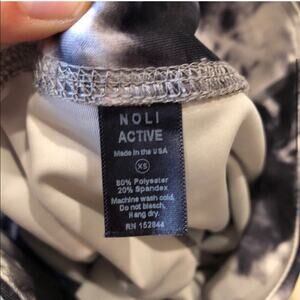 NOLI
ACTIVE
Made in the USA
XS
80% Polyester
20% Spandex
Machine wash cold.
Do not bleach.
Hang dry.
RN 152844